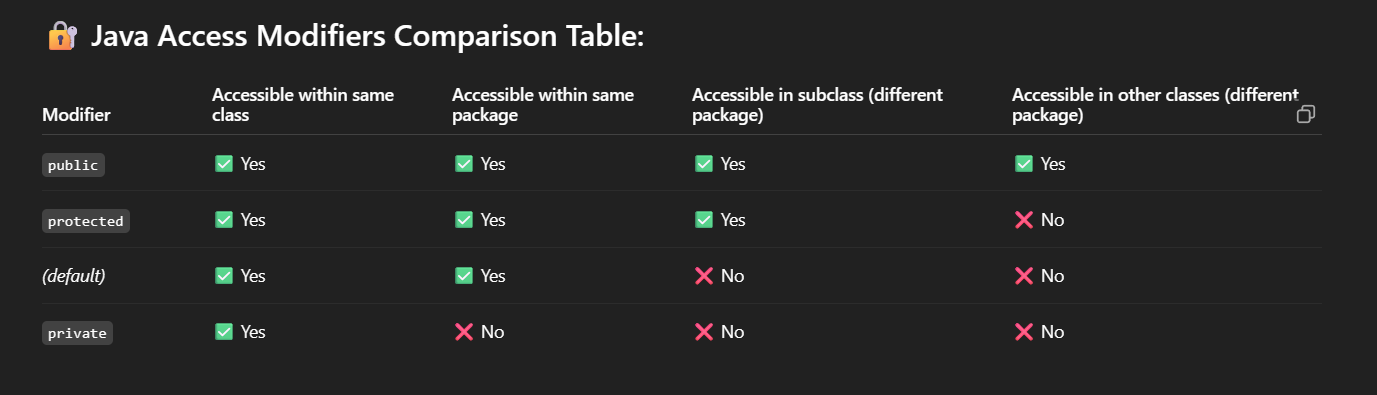 🔐 Java Access Modifiers Comparison Table:
Modifier Accessible within same class Accessible within same package Accessible in subclass (different package) Accessible in other classes (different package)
public ✅ Yes ✅ Yes ✅ Yes ✅ Yes
protected ✅ Yes ✅ Yes ✅ Yes ❌ No
(default) ✅ Yes ✅ Yes ❌ No ❌ No
private ✅ Yes ❌ No ❌ No ❌ No